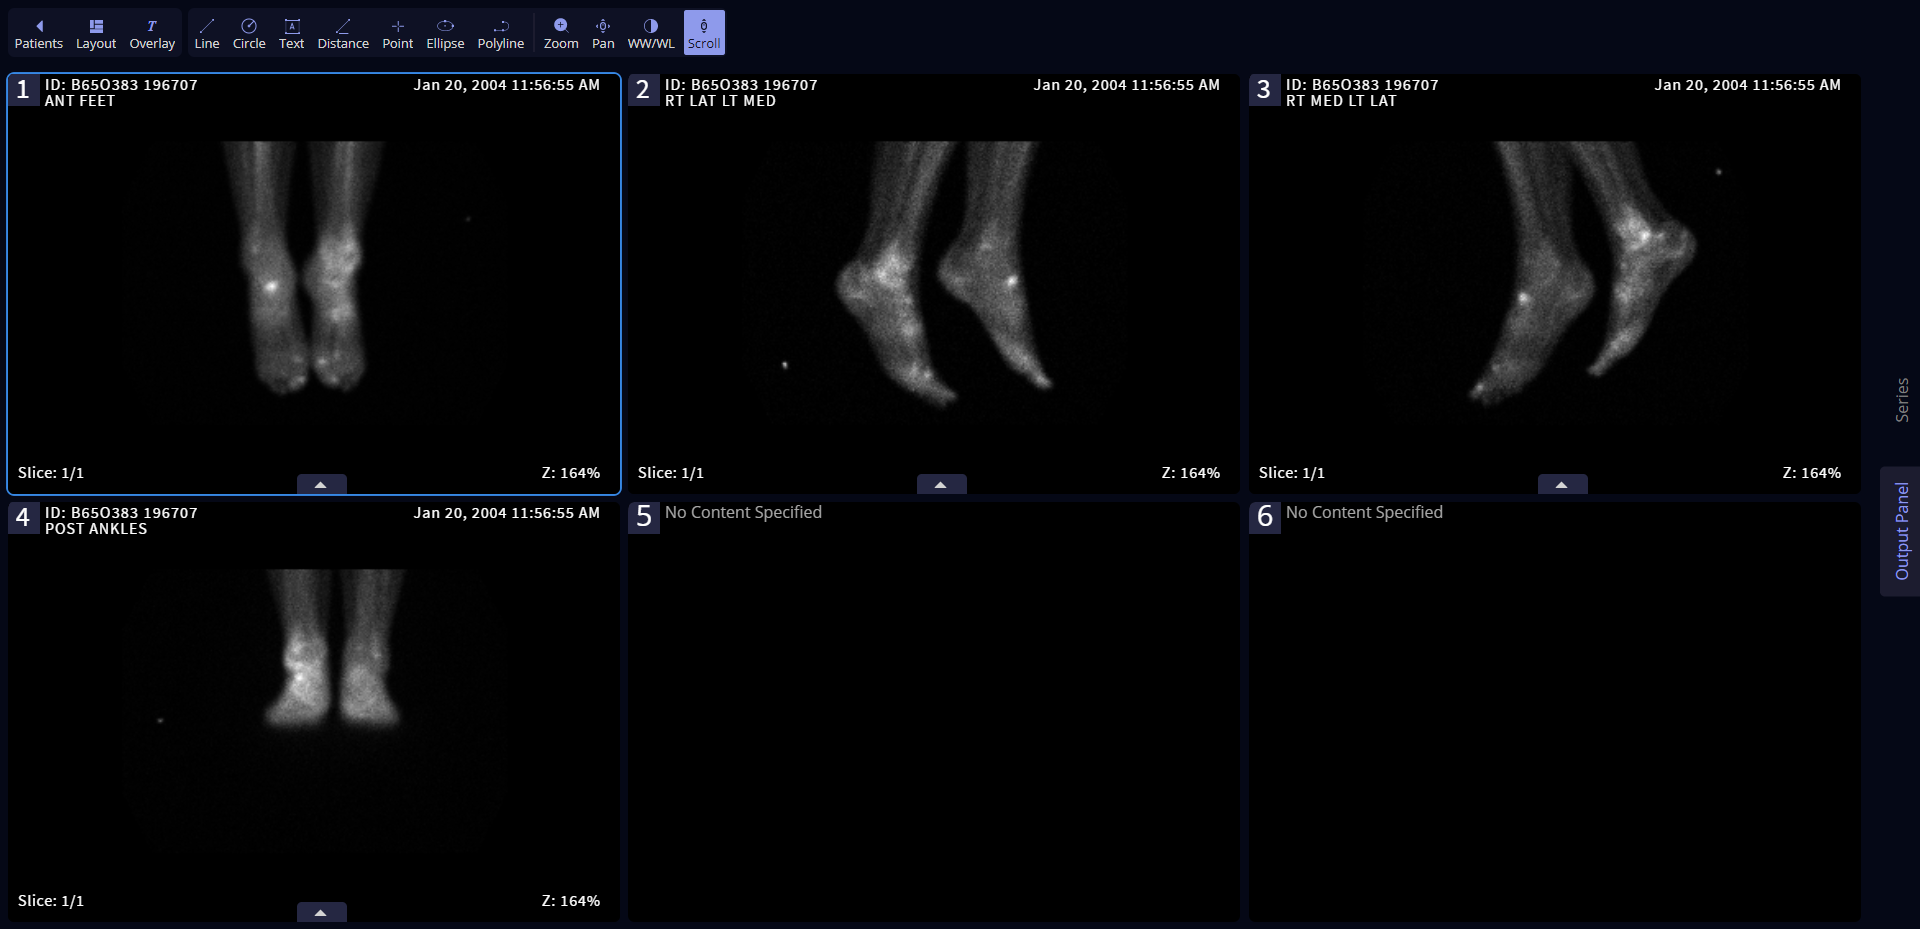 Patients Layout Overlay Line Circle Text Distance Point Ellipse Polyline Zoom Pan WW/WL Scroll
1 ID: B65O383 196707 Jan 20, 2004 11:56:55 AM
ANT FEET
Slice: 1/1 Z: 164%
2 ID: B65O383 196707 Jan 20, 2004 11:56:55 AM
RT LAT LT MED
Slice: 1/1 Z: 164%
3 ID: B65O383 196707 Jan 20, 2004 11:56:55 AM
RT MED LT LAT
Slice: 1/1 Z: 164%
4 ID: B65O383 196707 Jan 20, 2004 11:56:55 AM
POST ANKLES
Slice: 1/1 Z: 164%
5 No Content Specified
6 No Content Specified
Series
Output Panel